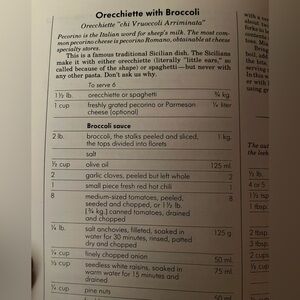 Orecchiette with Broccoli
Orecchiette "chi Vruoccoli Arriminata"
Pecorino is the Italian word for sheep's milk. The most com-
mon pecorino cheese is pecorino Romano, obtainable at cheese
specialty stores.
This is a famous traditional Sicilian dish. The Sicilians
make it with either orecchiette (literally "little ears," so
called because of the shape) or spaghetti—but never with
any other pasta. Don't ask us why.
To serve 6
1½ lb. orecchiette or spaghetti ¾ kg.
1 cup freshly grated pecorino or Parmesan ¼ liter
cheese (optional)
Broccoli sauce
2 lb. broccoli, the stalks peeled and sliced, 1 kg.
the tops divided into florets
salt
½ cup olive oil 125 ml.
2 garlic cloves, peeled but left whole 2
1 small piece fresh red hot chili 1
8 medium-sized tomatoes, peeled, 8
seeded and chopped, or 1½ lb.
[¾ kg.] canned tomatoes, drained
and chopped
¼ lb. salt anchovies, filleted, soaked in 125 g
water for 30 minutes, rinsed, patted
dry and chopped
¼ cup finely chopped onion 50 ml.
⅓ cup seedless white raisins, soaked in 75 ml.
warm water for 15 minutes and
drained
¼ cup pine nuts 50 ml.